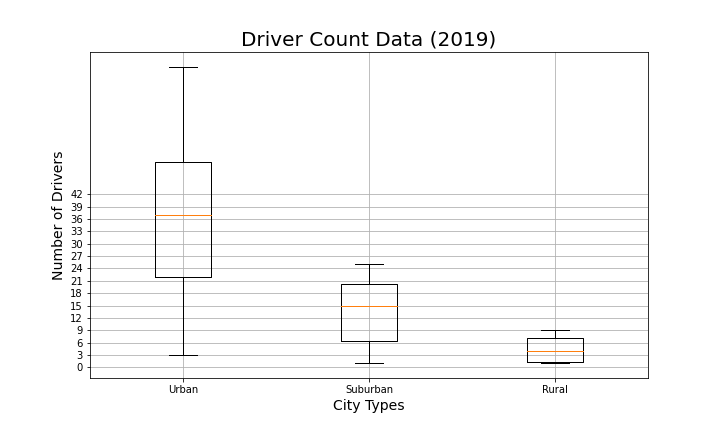 Driver Count Data (2019)
Number of Drivers
42
39
36
33
30
27
24
21
18
15
12
9
6
3
0
Urban
Suburban
Rural
City Types